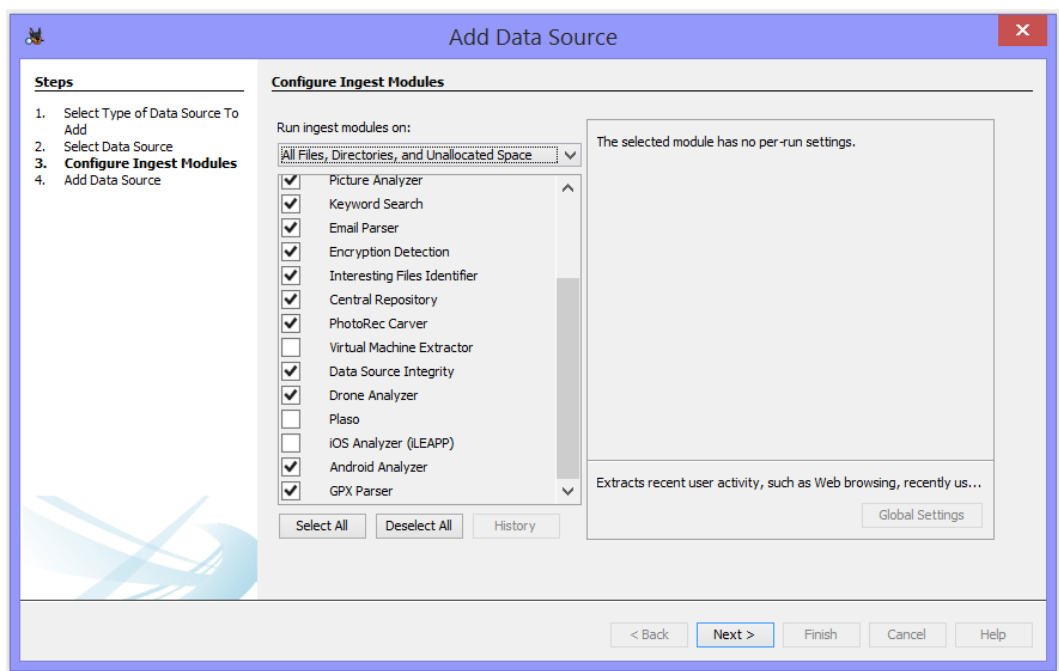 Add Data Source
Steps
1. Select Type of Data Source To
Add
2. Select Data Source
3. Configure Ingest Modules
4. Add Data Source
Configure Ingest Modules
Run ingest modules on:
All Files, Directories, and Unallocated Space
Picture Analyzer
Keyword Search
Email Parser
Encryption Detection
Interesting Files Identifier
Central Repository
PhotoRec Carver
Virtual Machine Extractor
Data Source Integrity
Drone Analyzer
Plaso
iOS Analyzer (iLEAPP)
Android Analyzer
GPX Parser
Select All
Deselect All
History
The selected module has no per-run settings.
Extracts recent user activity, such as Web browsing, recently us...
Global Settings
< Back
Next >
Finish
Cancel
Help